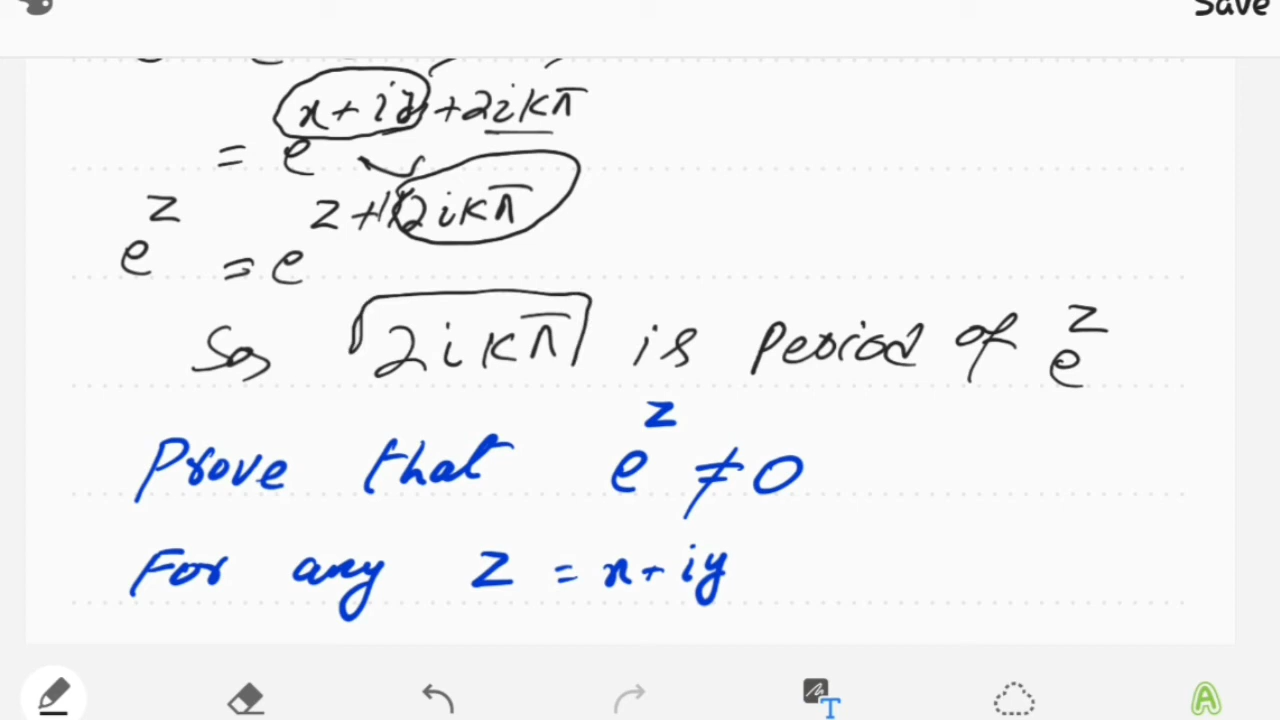 Save
x+iy+2ikπ
= e
z z+2ikπ
e = e
So, 2ikπ is Period of e^z
Prove that e^z ≠ 0
For any z = x+iy
T
A